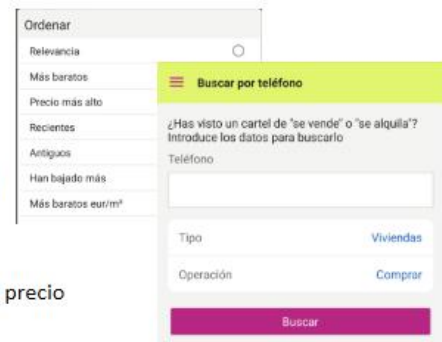 Ordenar
Relevancia
Más baratos
Precio más alto
Recientes
Antiguos
Han bajado más
Más baratos eur/m²
Buscar por teléfono
¿Has visto un cartel de "se vende" o "se alquila"?
Introduce los datos para buscarlo
Teléfono
Tipo Viviendas
Operación Comprar
Buscar
precio